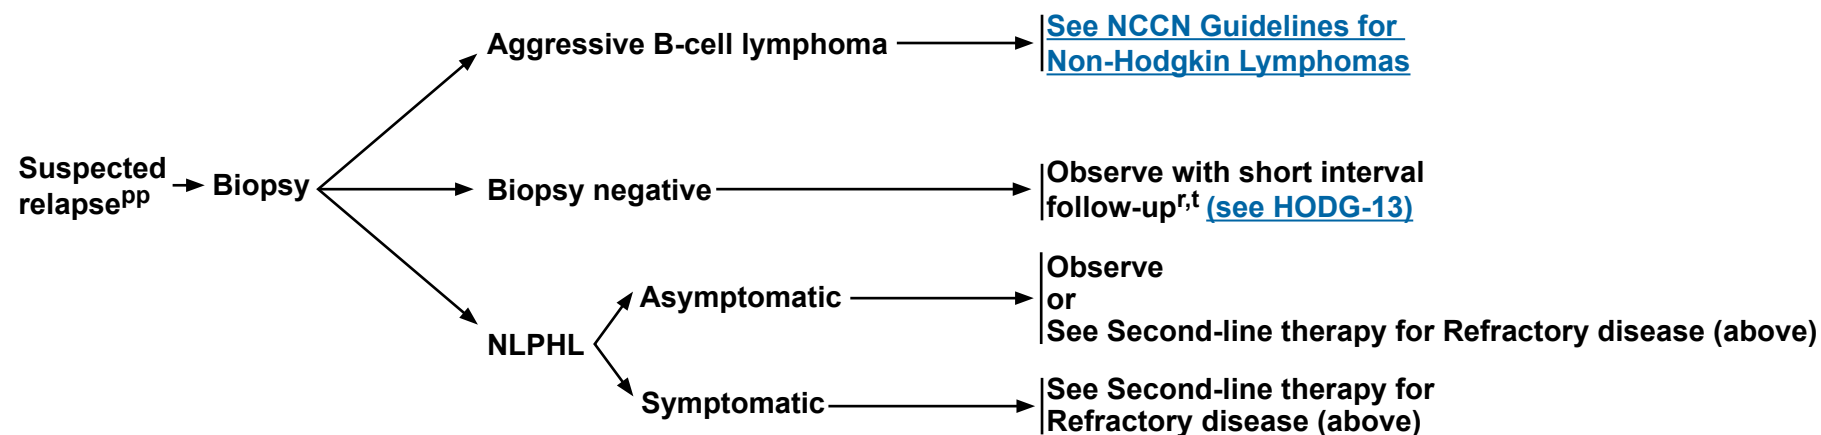 Aggressive B-cell lymphoma
See NCCN Guidelines for
Non-Hodgkin Lymphomas
Suspected
relapsepp
Biopsy
Biopsy negative
Observe with short interval
follow-upr,t (see HODG-13)
NLPHL
Asymptomatic
Observe
or
See Second-line therapy for Refractory disease (above)
Symptomatic
See Second-line therapy for
Refractory disease (above)